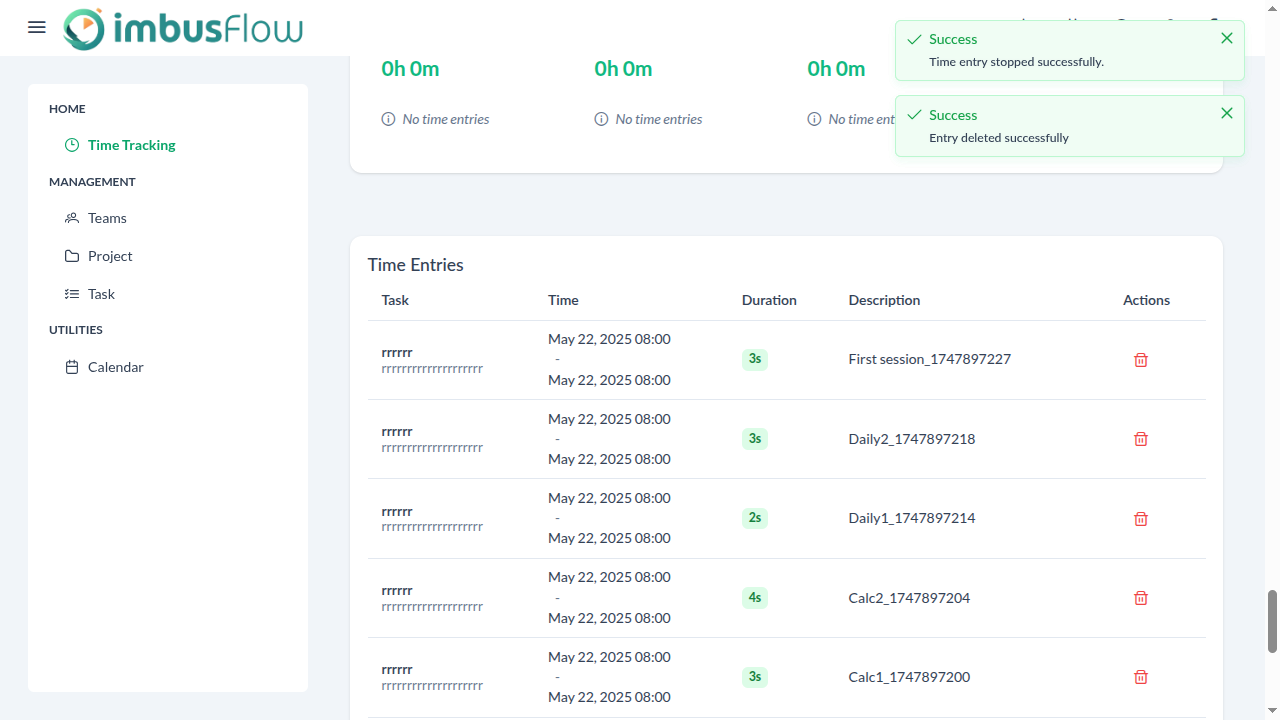 imbusFlow
Success
Time entry stopped successfully.
Success
Entry deleted successfully
HOME
Time Tracking
MANAGEMENT
Teams
Project
Task
UTILITIES
Calendar
0h 0m 0h 0m 0h 0m
No time entries No time entries No time ent
Time Entries
Task Time Duration Description Actions
rrrrrr
rrrrrrrrrrrrrrrrrrrr
May 22, 2025 08:00
-
May 22, 2025 08:00
3s
First session_1747897227
rrrrrr
rrrrrrrrrrrrrrrrrrrr
May 22, 2025 08:00
-
May 22, 2025 08:00
3s
Daily2_1747897218
rrrrrr
rrrrrrrrrrrrrrrrrrrr
May 22, 2025 08:00
-
May 22, 2025 08:00
2s
Daily1_1747897214
rrrrrr
rrrrrrrrrrrrrrrrrrrr
May 22, 2025 08:00
-
May 22, 2025 08:00
4s
Calc2_1747897204
rrrrrr
rrrrrrrrrrrrrrrrrrrr
May 22, 2025 08:00
-
May 22, 2025 08:00
3s
Calc1_1747897200